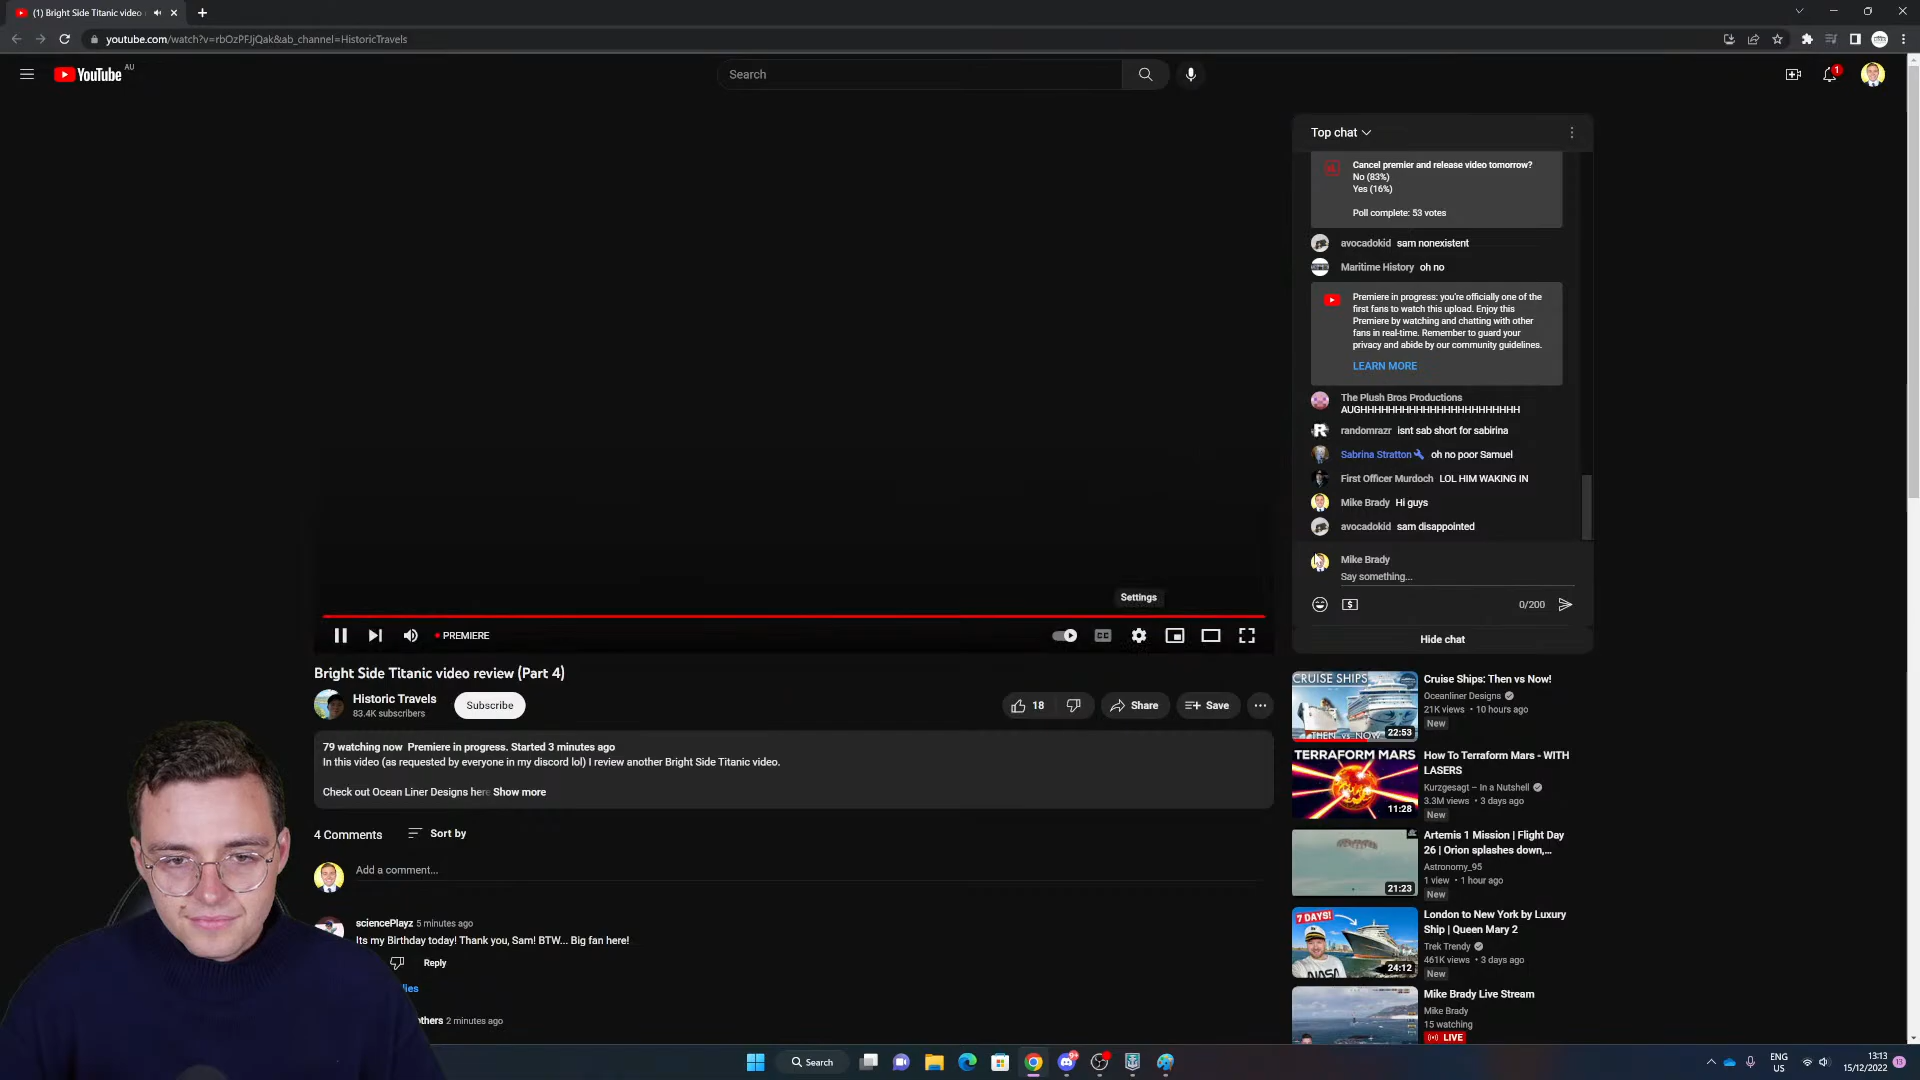 (1) Bright Side Titanic video
youtube.com/watch?v=rbOzPFJjQak&ab_channel=HistoricTravels
YouTube AU
Search
1
Top chat
Cancel premier and release video tomorrow?
No (83%)
Yes (16%)
Poll complete: 53 votes
avocadokid sam nonexistent
Maritime History oh no
Premiere in progress: you're officially one of the
first fans to watch this upload. Enjoy this
Premiere by watching and chatting with other
fans in real-time. Remember to guard your
privacy and abide by our community guidelines.
LEARN MORE
The Plush Bros Productions
AUGHHHHHHHHHHHHHHHHHHHHHHH
randomrazr isnt sab short for sabirina
Sabrina Stratton oh no poor Samuel
First Officer Murdoch LOL HIM WAKING IN
Mike Brady Hi guys
avocadokid sam disappointed
Mike Brady
Say something...
0/200
Hide chat
Settings
PREMIERE
CC
Bright Side Titanic video review (Part 4)
Historic Travels
83.4K subscribers
Subscribe
18
Share
Save
79 watching now Premiere in progress. Started 3 minutes ago
In this video (as requested by everyone in my discord lol) I review another Bright Side Titanic video.
Check out Ocean Liner Designs here Show more
4 Comments
Sort by
Add a comment...
sciencePlayz 5 minutes ago
Its my Birthday today! Thank you, Sam! BTW... Big fan here!
Reply
lies
others 2 minutes ago
CRUISE SHIPS
THEN vs NOW!
22:53
Cruise Ships: Then vs Now!
Oceanliner Designs
21K views • 10 hours ago
New
TERRAFORM MARS
11:28
How To Terraform Mars - WITH
LASERS
Kurzgesagt – In a Nutshell
3.3M views • 3 days ago
New
21:23
Artemis 1 Mission | Flight Day
26 | Orion splashes down,...
Astronomy_95
1 view • 1 hour ago
New
7 DAYS!
NASA
24:12
London to New York by Luxury
Ship | Queen Mary 2
Trek Trendy
461K views • 3 days ago
New
Mike Brady Live Stream
Mike Brady
15 watching
LIVE
Search
ENG
US
13:13
15/12/2022
13